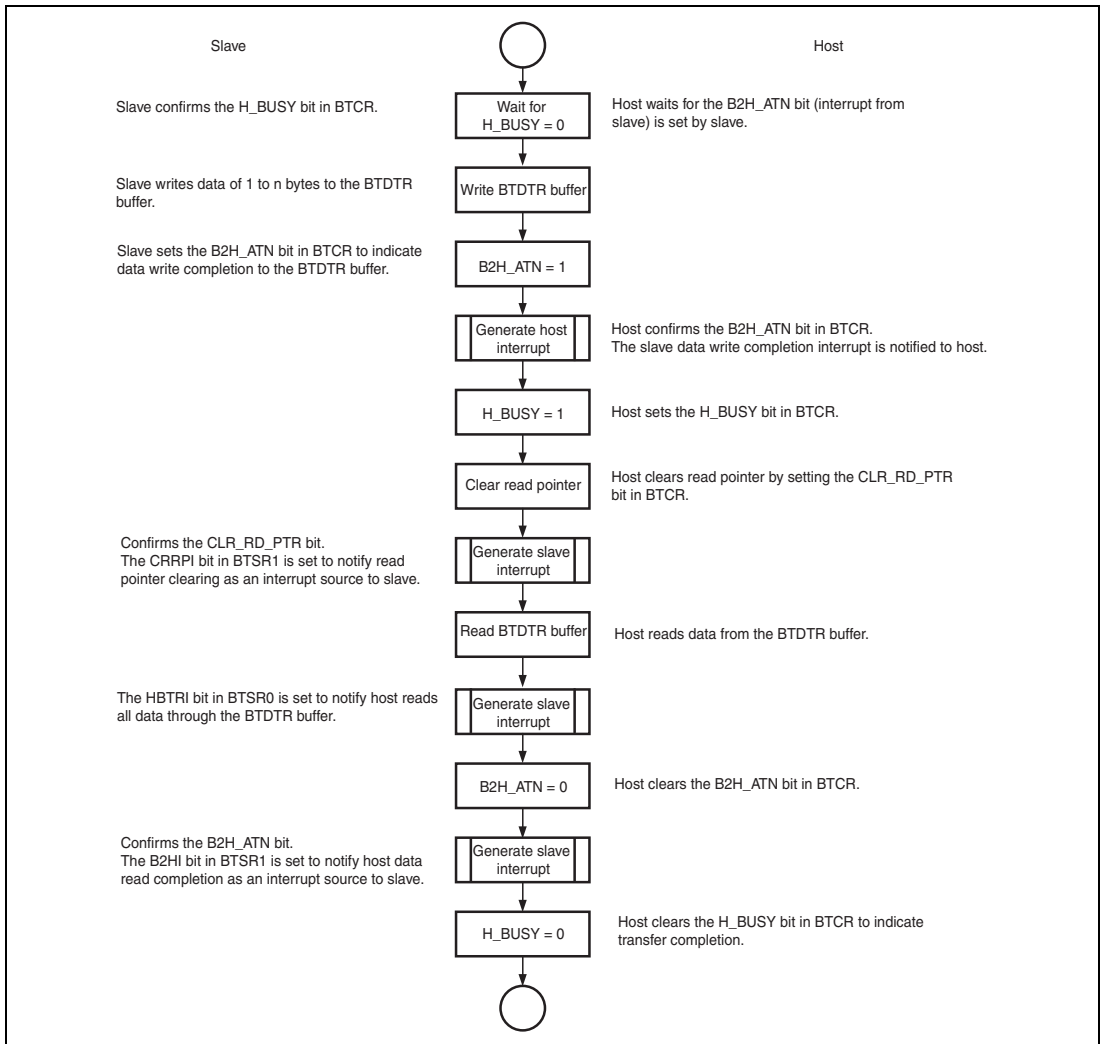 Slave
Host
Slave confirms the H_BUSY bit in BTCR.
Wait for
H_BUSY = 0
Host waits for the B2H_ATN bit (interrupt from
slave) is set by slave.
Slave writes data of 1 to n bytes to the BTDTR
buffer.
Write BTDTR buffer
Slave sets the B2H_ATN bit in BTCR to indicate
data write completion to the BTDTR buffer.
B2H_ATN = 1
Generate host
interrupt
Host confirms the B2H_ATN bit in BTCR.
The slave data write completion interrupt is notified to host.
H_BUSY = 1
Host sets the H_BUSY bit in BTCR.
Clear read pointer
Host clears read pointer by setting the CLR_RD_PTR
bit in BTCR.
Confirms the CLR_RD_PTR bit.
The CRRPI bit in BTSR1 is set to notify read
pointer clearing as an interrupt source to slave.
Generate slave
interrupt
Read BTDTR buffer
Host reads data from the BTDTR buffer.
The HBTRI bit in BTSR0 is set to notify host reads
all data through the BTDTR buffer.
Generate slave
interrupt
B2H_ATN = 0
Host clears the B2H_ATN bit in BTCR.
Confirms the B2H_ATN bit.
The B2HI bit in BTSR1 is set to notify host data
read completion as an interrupt source to slave.
Generate slave
interrupt
H_BUSY = 0
Host clears the H_BUSY bit in BTCR to indicate
transfer completion.